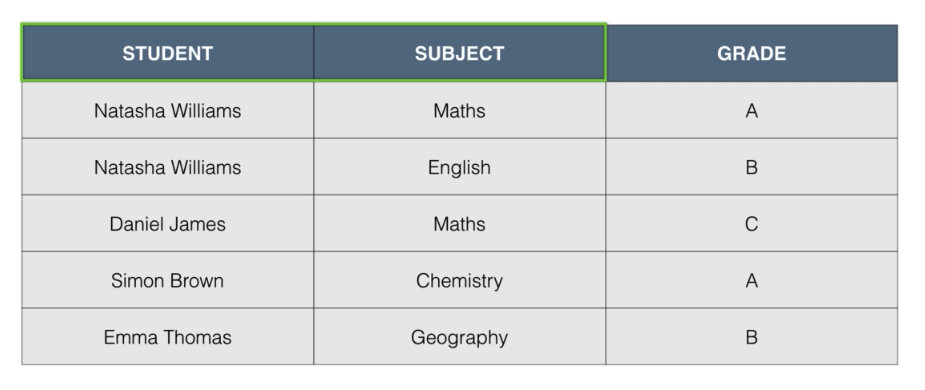 STUDENT SUBJECT GRADE
Natasha Williams Maths A
Natasha Williams English B
Daniel James Maths C
Simon Brown Chemistry A
Emma Thomas Geography B